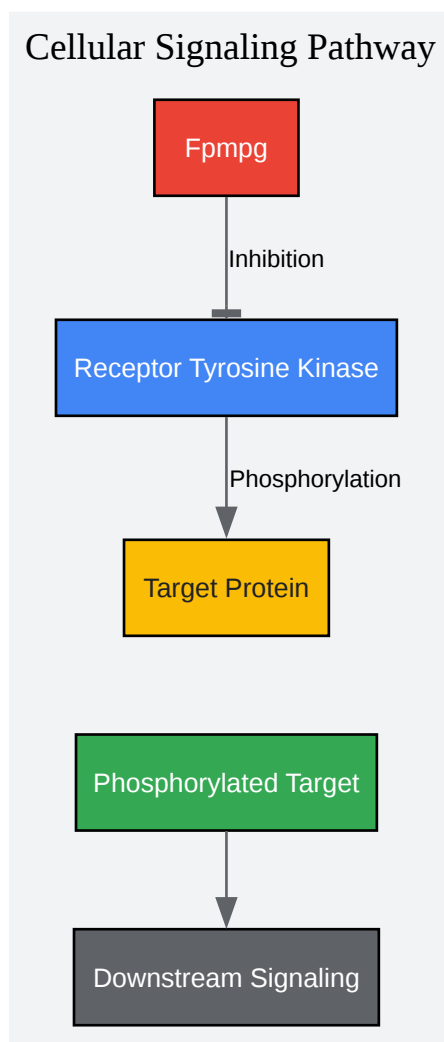 Cellular Signaling Pathway
Fpmpg
Inhibition
Receptor Tyrosine Kinase
Phosphorylation
Target Protein
Phosphorylated Target
Downstream Signaling